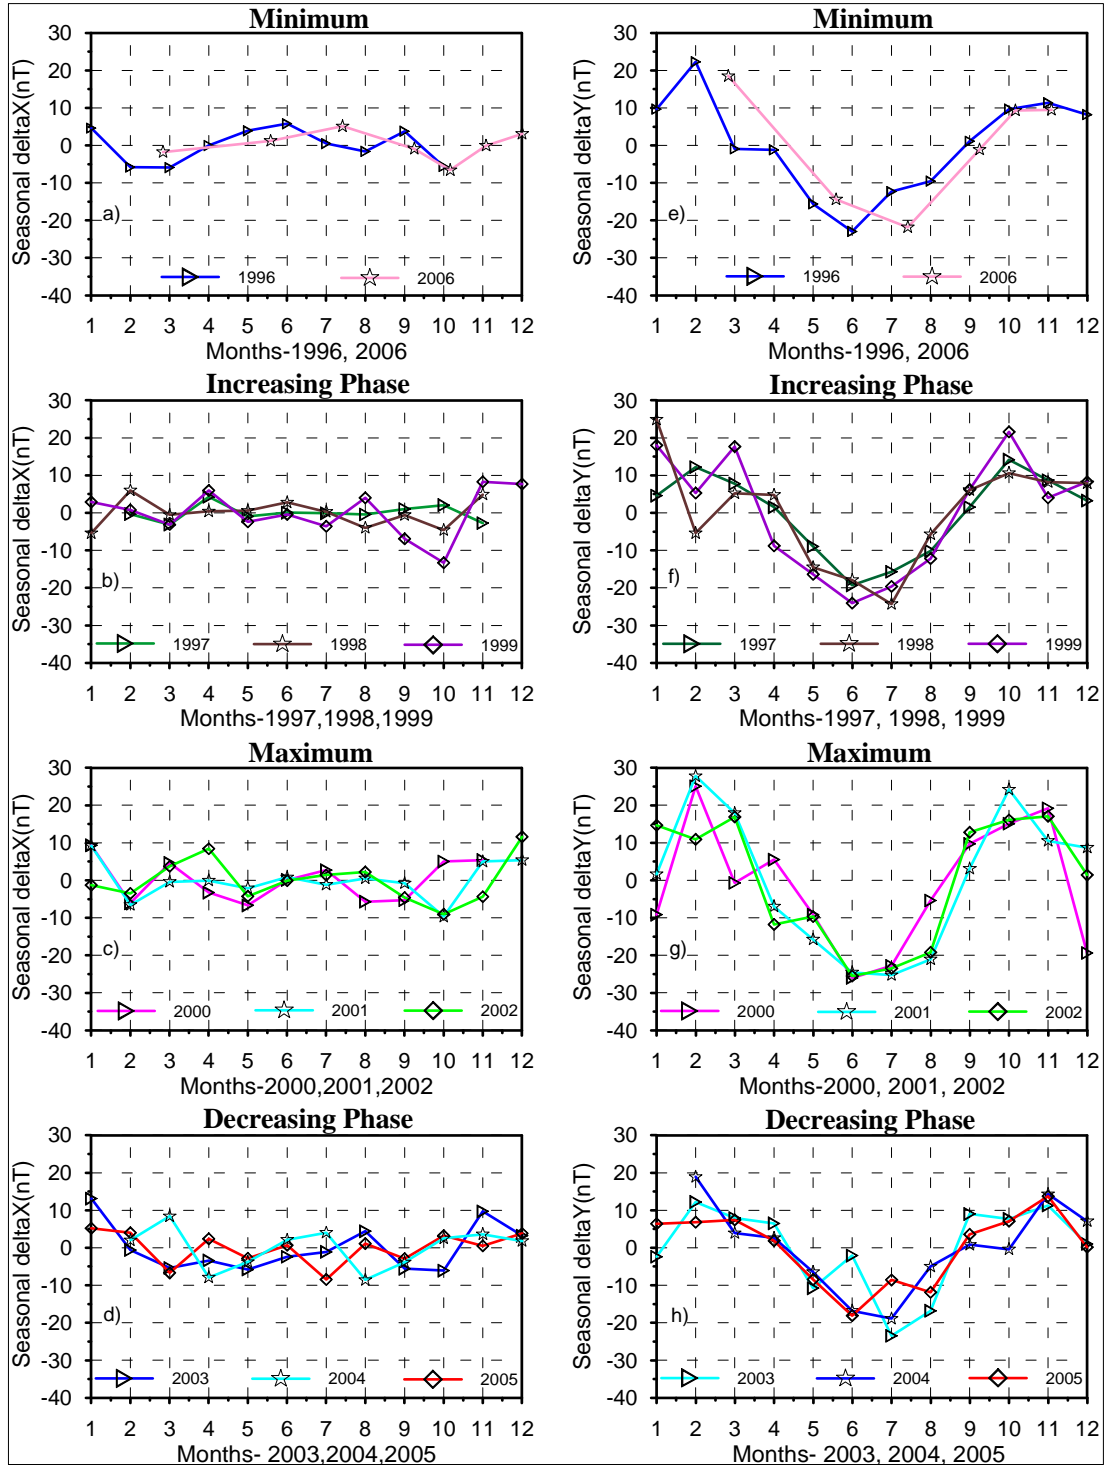 Minimum
Seasonal deltaX(nT)
30
20
10
0
-10
-20
-30
-40
a)
1996 2006
1 2 3 4 5 6 7 8 9 10 11 12
Months-1996, 2006
Minimum
Seasonal deltaY(nT)
30
20
10
0
-10
-20
-30
-40
e)
1996 2006
1 2 3 4 5 6 7 8 9 10 11 12
Months-1996, 2006
Increasing Phase
Seasonal deltaX(nT)
30
20
10
0
-10
-20
-30
-40
b)
1997 1998 1999
1 2 3 4 5 6 7 8 9 10 11 12
Months-1997,1998,1999
Increasing Phase
Seasonal deltaY(nT)
30
20
10
0
-10
-20
-30
-40
f)
1997 1998 1999
1 2 3 4 5 6 7 8 9 10 11 12
Months-1997, 1998, 1999
Maximum
Seasonal deltaX(nT)
30
20
10
0
-10
-20
-30
-40
c)
2000 2001 2002
1 2 3 4 5 6 7 8 9 10 11 12
Months-2000,2001,2002
Maximum
Seasonal deltaY(nT)
30
20
10
0
-10
-20
-30
-40
g)
2000 2001 2002
1 2 3 4 5 6 7 8 9 10 11 12
Months-2000, 2001, 2002
Decreasing Phase
Seasonal deltaX(nT)
30
20
10
0
-10
-20
-30
-40
d)
2003 2004 2005
1 2 3 4 5 6 7 8 9 10 11 12
Months- 2003,2004,2005
Decreasing Phase
Seasonal deltaY(nT)
30
20
10
0
-10
-20
-30
-40
h)
2003 2004 2005
1 2 3 4 5 6 7 8 9 10 11 12
Months- 2003, 2004, 2005